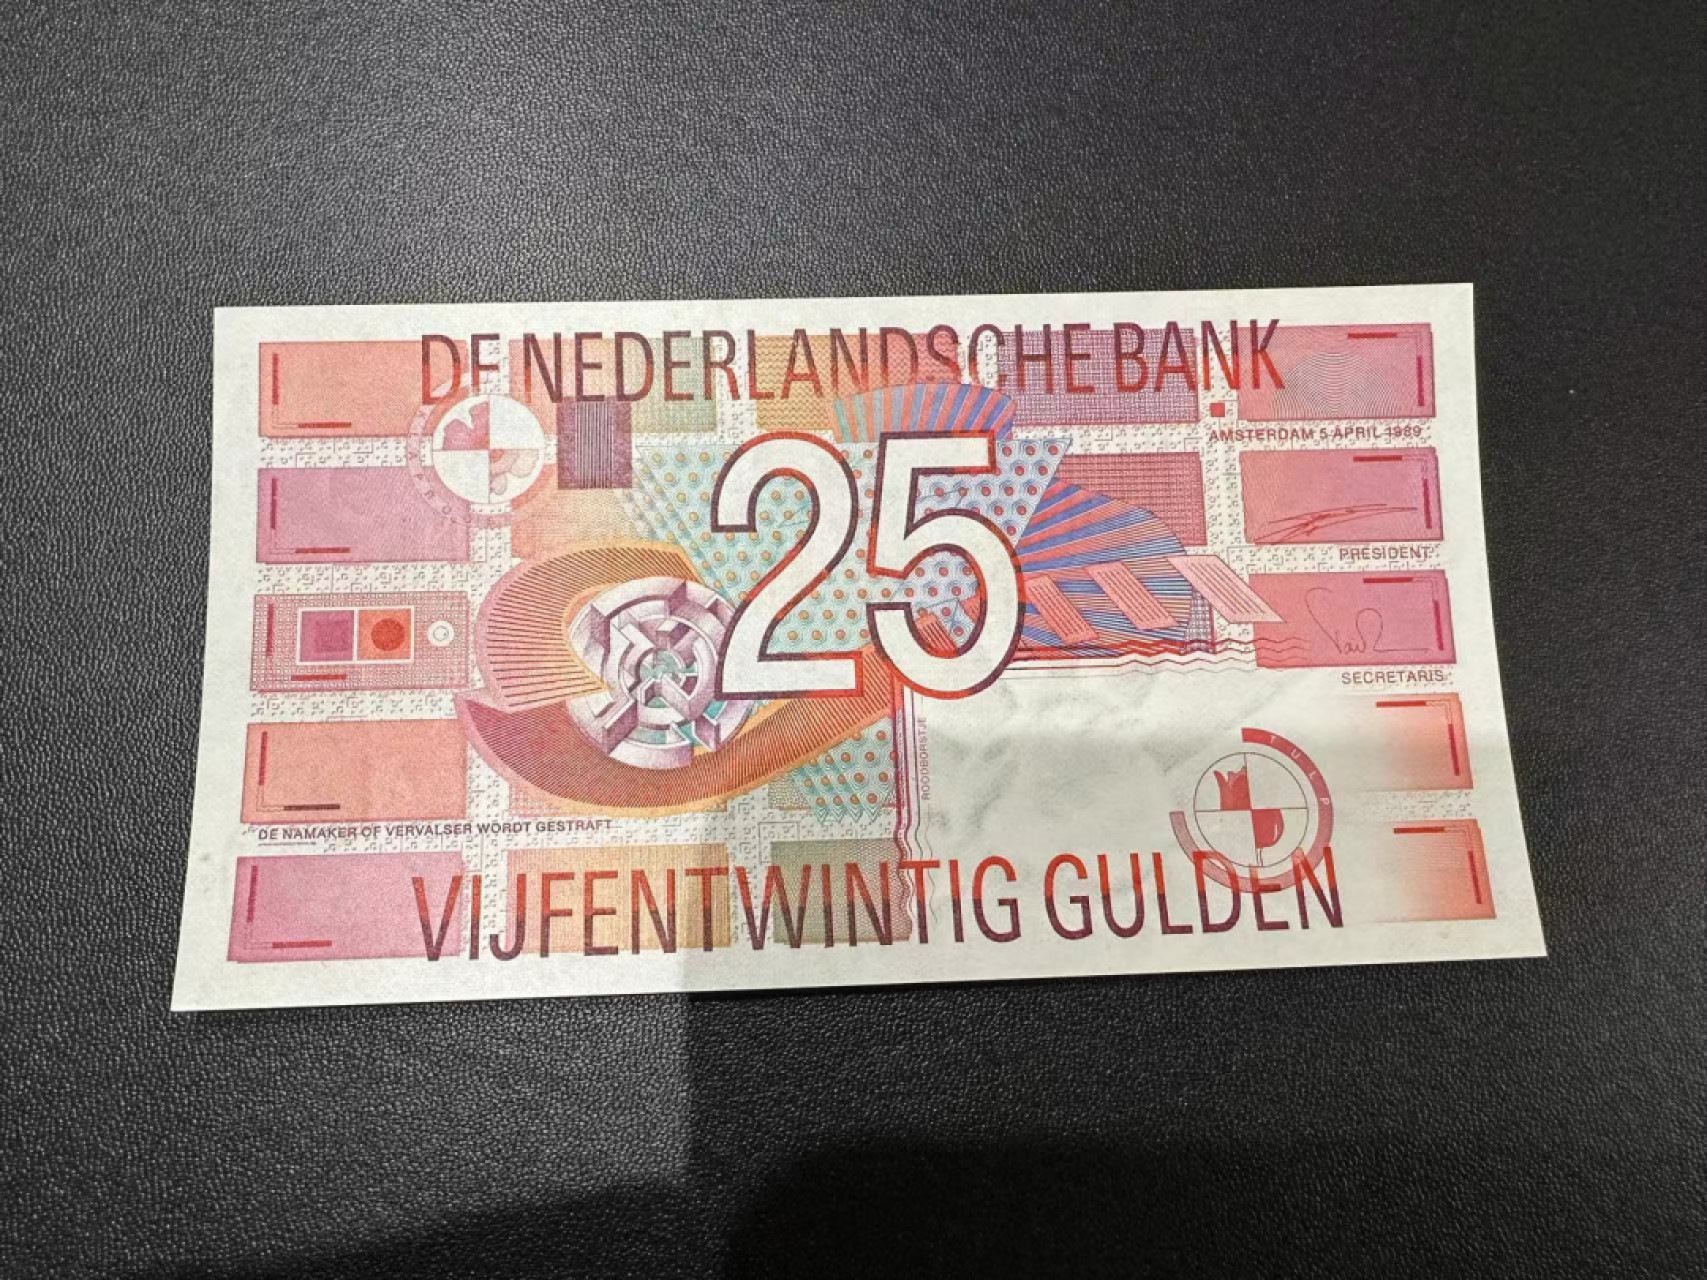 DE NEDERLANDSCHE BANK
AMSTERDAM 5 APRIL 1989
25
PRESIDENT
SECRETARIS
ROODBORSTJE
TULP
DE NAMAKER OF VERVALSER WORDT GESTRAFT
VIJFENTWINTIG GULDEN